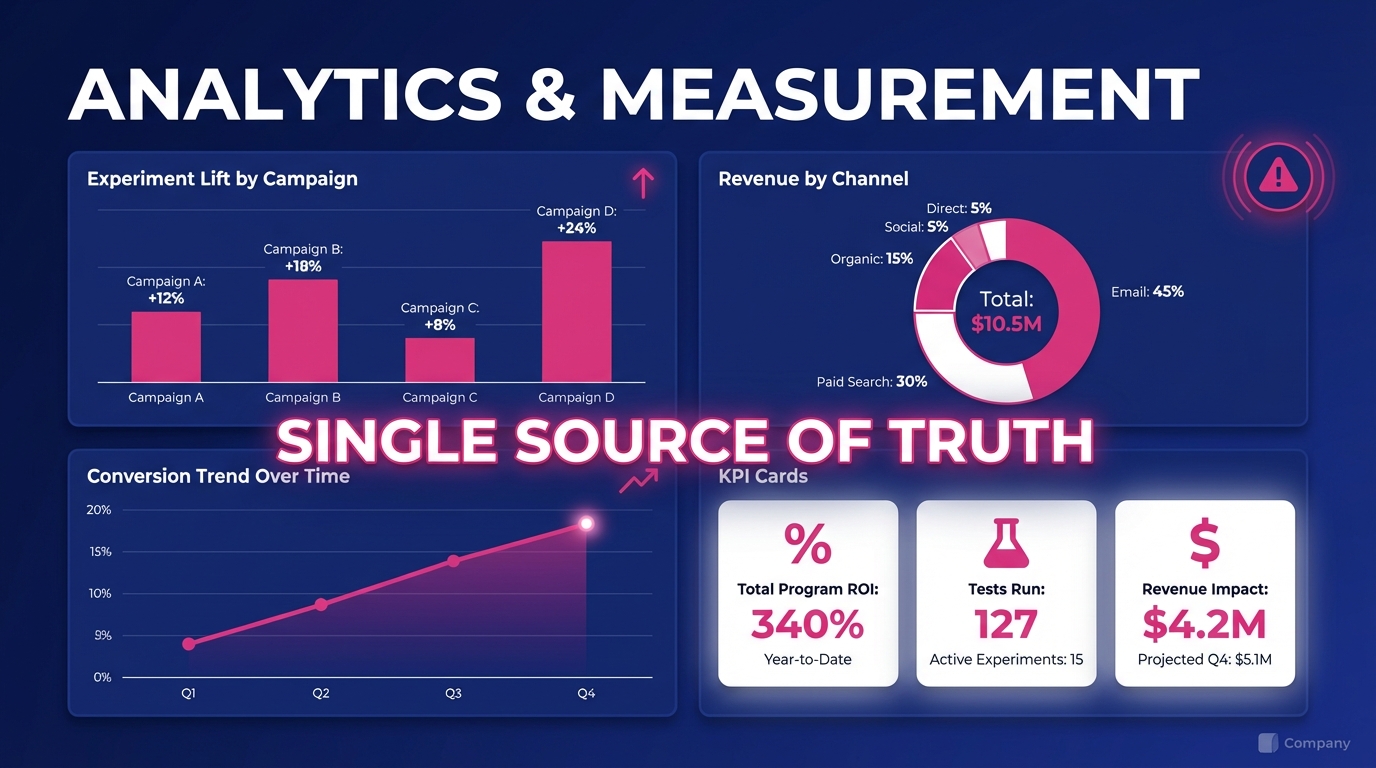 ANALYTICS & MEASUREMENT
Experiment Lift by Campaign
Campaign A:
+12%
Campaign B:
+18%
Campaign C:
+8%
Campaign D:
+24%
Campaign A
Campaign B
Campaign C
Campaign D
Revenue by Channel
Direct: 5%
Social: 5%
Organic: 15%
Email: 45%
Paid Search: 30%
Total:
$10.5M
SINGLE SOURCE OF TRUTH
Conversion Trend Over Time
20%
15%
10%
9%
0%
Q1
Q2
Q3
Q4
KPI Cards
%
Total Program ROI:
340%
Year-to-Date
Tests Run:
127
Active Experiments: 15
$
Revenue Impact:
$4.2M
Projected Q4: $5.1M
Company